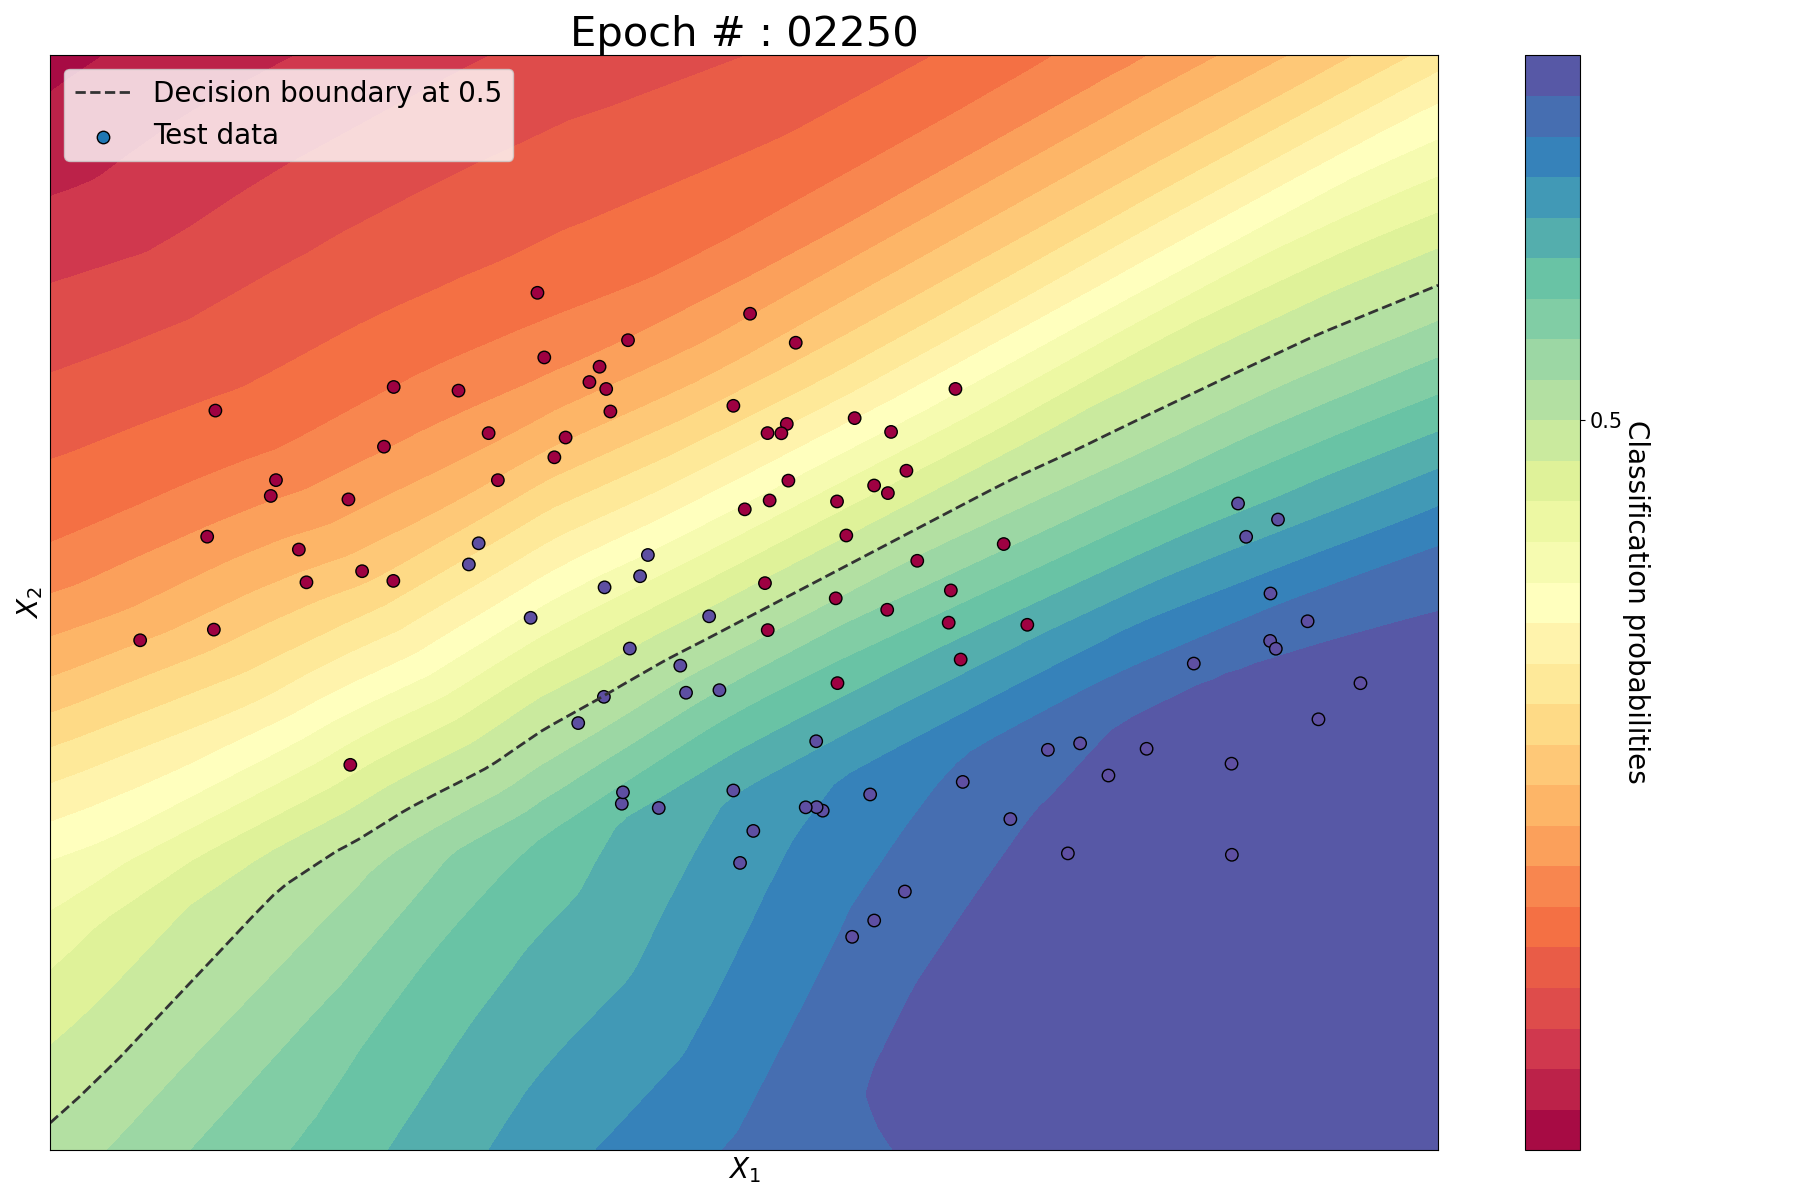 Epoch # : 02250
Decision boundary at 0.5
Test data
X₂
X₁
0.5
Classification probabilities